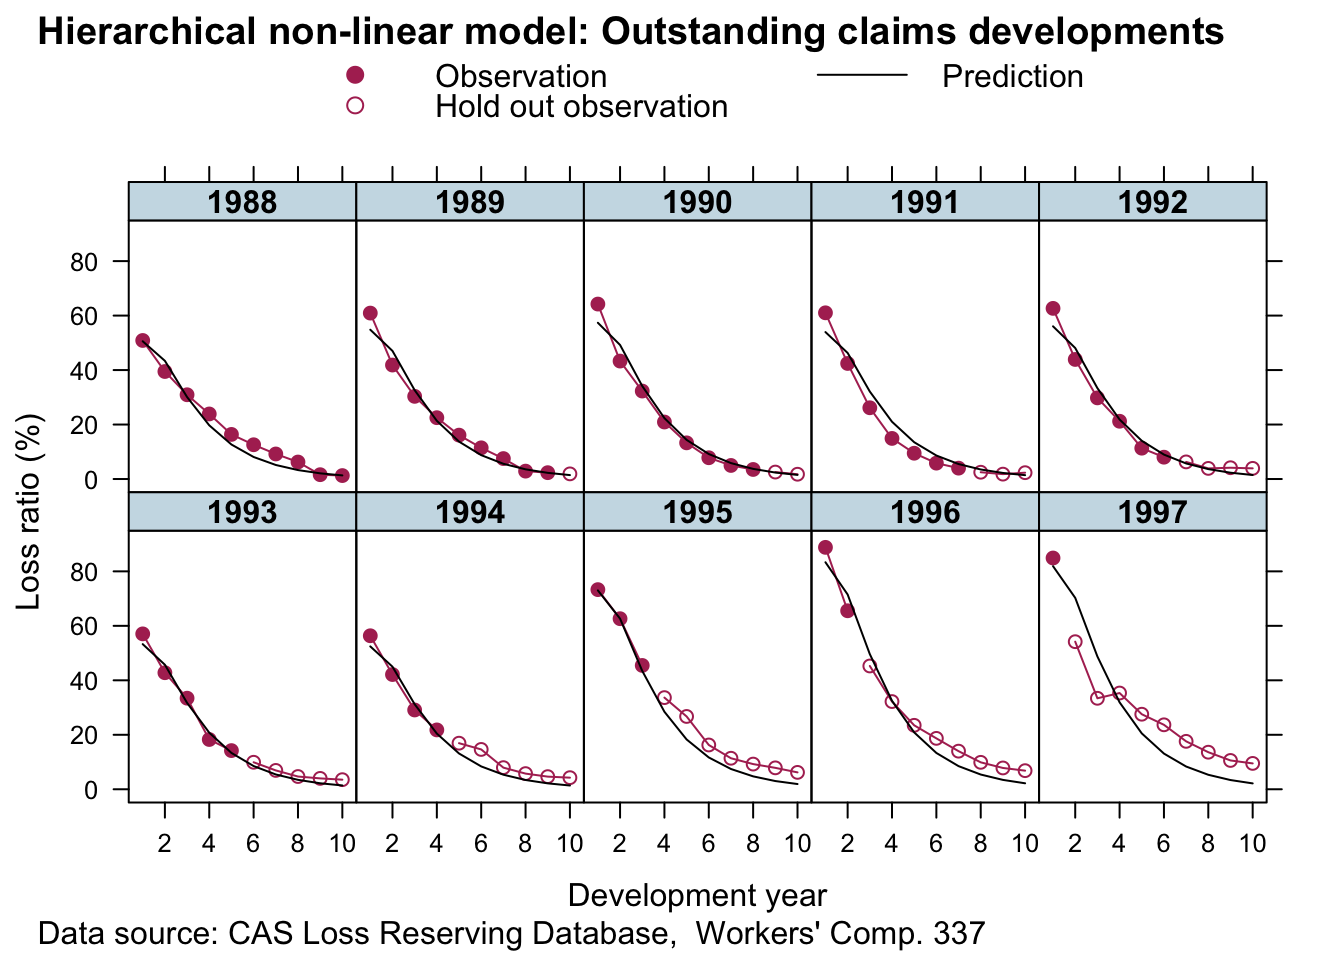 Hierarchical non-linear model: Outstanding claims developments
Observation Prediction
Hold out observation
2 4 6 8 10 2 4 6 8 10 2 4 6 8 10 2 4 6 8 10 2 4 6 8 10
Loss ratio (%)
1988 1989 1990 1991 1992
80
60
40
20
0
1993 1994 1995 1996 1997
80
60
40
20
0
Development year
Data source: CAS Loss Reserving Database,  Workers' Comp. 337